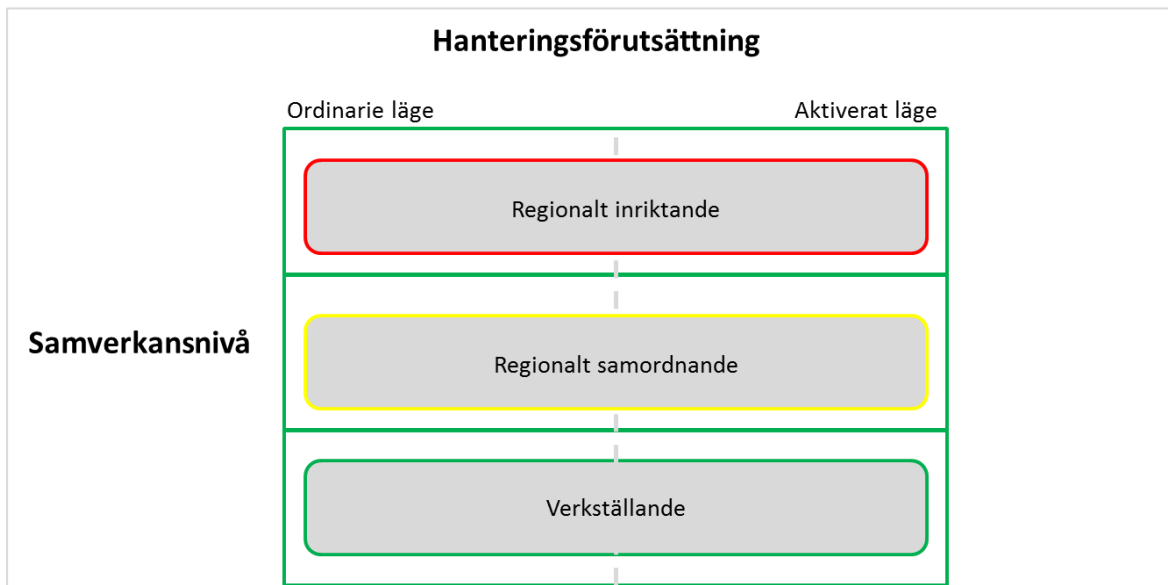 Hanteringsförutsättning
Ordinarie läge
Aktiverat läge
Regionalt inriktande
Samverkansnivå
Regionalt samordnande
Verkställande